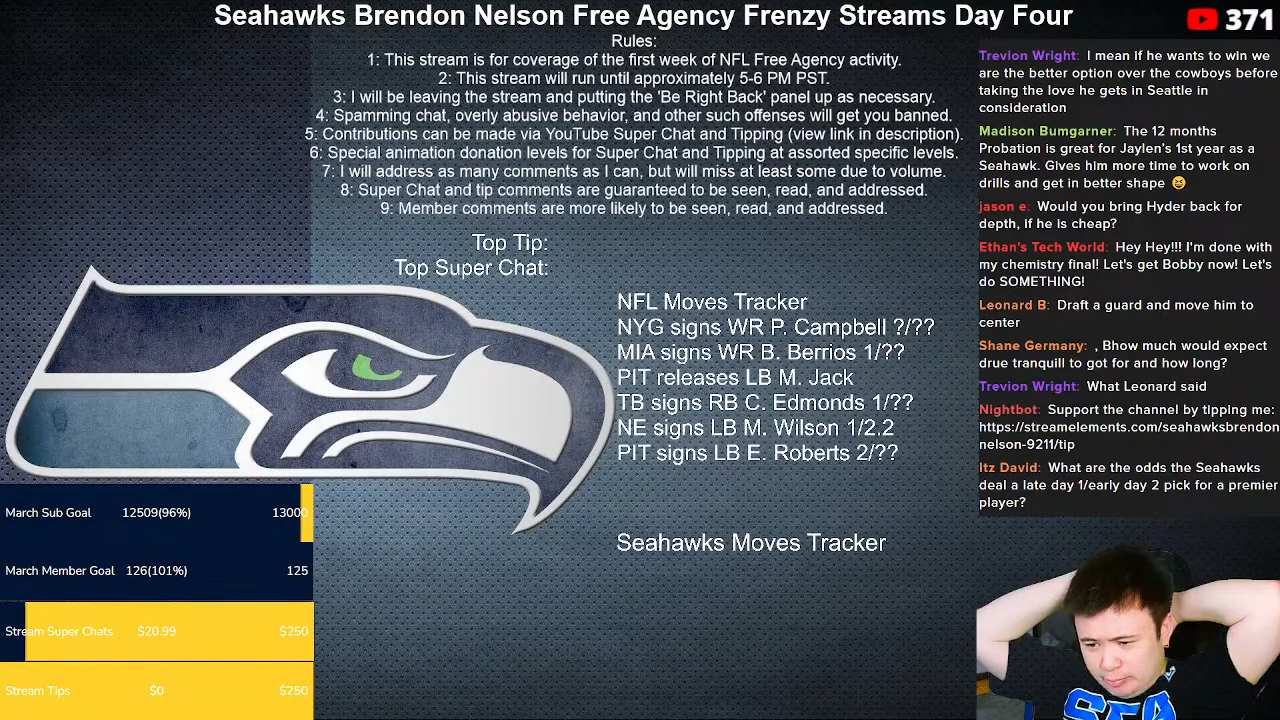 Seahawks Brendon Nelson Free Agency Frenzy Streams Day Four
371
Rules:
1: This stream is for coverage of the first week of NFL Free Agency activity.
2: This stream will run until approximately 5-6 PM PST.
3: I will be leaving the stream and putting the 'Be Right Back' panel up as necessary.
4: Spamming chat, overly abusive behavior, and other such offenses will get you banned.
5: Contributions can be made via YouTube Super Chat and Tipping (view link in description).
6: Special animation donation levels for Super Chat and Tipping at assorted specific levels.
7: I will address as many comments as I can, but will miss at least some due to volume.
8: Super Chat and tip comments are guaranteed to be seen, read, and addressed.
9: Member comments are more likely to be seen, read, and addressed.
Top Tip:
Top Super Chat:
NFL Moves Tracker
NYG signs WR P. Campbell ?/??
MIA signs WR B. Berrios 1/??
PIT releases LB M. Jack
TB signs RB C. Edmonds 1/??
NE signs LB M. Wilson 1/2.2
PIT signs LB E. Roberts 2/??
Seahawks Moves Tracker
March Sub Goal 12509(96%) 13000
March Member Goal 126(101%) 125
Stream Super Chats $20.99 $250
Stream Tips $0 $250
Trevion Wright: I mean If he wants to win we
are the better option over the cowboys before
taking the love he gets in Seattle in
consideration
Madison Bumgarner: The 12 months
Probation is great for Jaylen's 1st year as a
Seahawk. Gives him more time to work on
drills and get in better shape 😆
jason e: Would you bring Hyder back for
depth, if he is cheap?
Ethan's Tech World: Hey Hey!!! I'm done with
my chemistry final! Let's get Bobby now! Let's
do SOMETHING!
Leonard B: Draft a guard and move him to
center
Shane Germany: , Bhow much would expect
drue tranquill to got for and how long?
Trevion Wright: What Leonard said
Nightbot: Support the channel by tipping me:
https://streamelements.com/seahawksbrendon
nelson-9211/tip
Itz David: What are the odds the Seahawks
deal a late day 1/early day 2 pick for a premier
player?
SEA